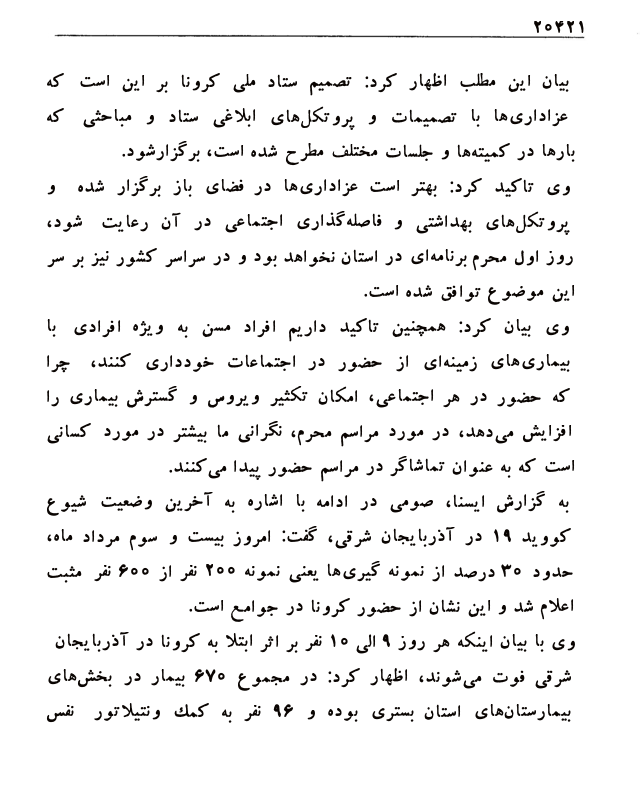 ۲۰۴۲۱
بیان این مطلب اظهار کرد: تصمیم ستاد ملی کرونا بر این است که
عزاداری‌ها با تصمیمات و پروتکل‌های ابلاغی ستاد و مباحثی که
بارها در کمیته‌ها و جلسات مختلف مطرح شده است، برگزارشود.
وی تاکید کرد: بهتر است عزاداری‌ها در فضای باز برگزار شده و
پروتکل‌های بهداشتی و فاصله‌گذاری اجتماعی در آن رعایت شود،
روز اول محرم برنامه‌ای در استان نخواهد بود و در سراسر کشور نیز بر سر
این موضوع توافق شده است.
وی بیان کرد: همچنین تاکید داریم افراد مسن به ویژه افرادی با
بیماری‌های زمینه‌ای از حضور در اجتماعات خودداری کنند، چرا
که حضور در هر اجتماعی، امکان تکثیر ویروس و گسترش بیماری را
افزایش می‌دهد، در مورد مراسم محرم، نگرانی ما بیشتر در مورد کسانی
است که به عنوان تماشاگر در مراسم حضور پیدا می‌کنند.
به گزارش ایسنا، صومی در ادامه با اشاره به آخرین وضعیت شیوع
کووید ۱۹ در آذربایجان شرقی، گفت: امروز بیست و سوم مرداد ماه،
حدود ۳۰ درصد از نمونه گیری‌ها یعنی نمونه ۲۰۰ نفر از ۶۰۰ نفر مثبت
اعلام شد و این نشان از حضور کرونا در جوامع است.
وی با بیان اینکه هر روز ۹ الی ۱۰ نفر بر اثر ابتلا به کرونا در آذربایجان
شرقی فوت می‌شوند، اظهار کرد: در مجموع ۶۷۰ بیمار در بخش‌های
بیمارستان‌های استان بستری بوده و ۹۶ نفر به کمك ونتیلاتور نفس